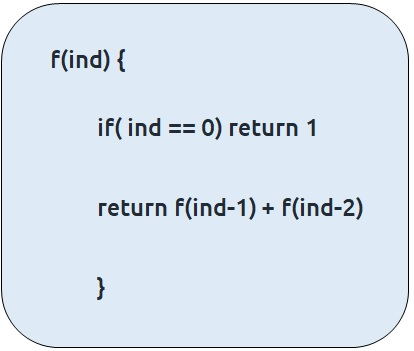 f(ind) {
if( ind == 0) return 1
return f(ind-1) + f(ind-2)
}